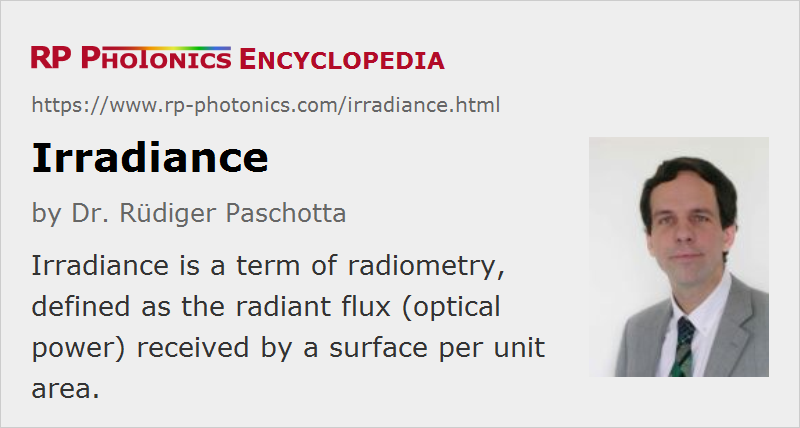 RP PHOTONICS ENCYCLOPEDIA
https://www.rp-photonics.com/irradiance.html
Irradiance
by Dr. Rüdiger Paschotta
Irradiance is a term of radiometry,
defined as the radiant flux (optical
power) received by a surface per unit
area.